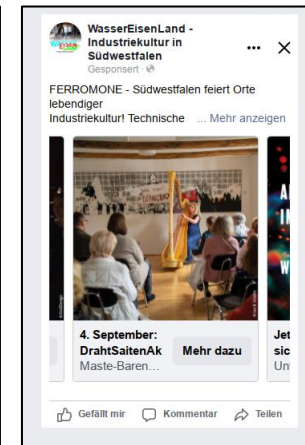 WasserEisenLand -
Industriekultur in
Südwestfalen
Gesponsert ·
FERROMONE - Südwestfalen feiert Orte
lebendiger
Industriekultur! Technische ... Mehr anzeigen
4. September:
DrahtSaitenAk
Maste-Baren...
Mehr dazu
Jet
sic
Un
Gefällt mir
Kommentar
Teilen